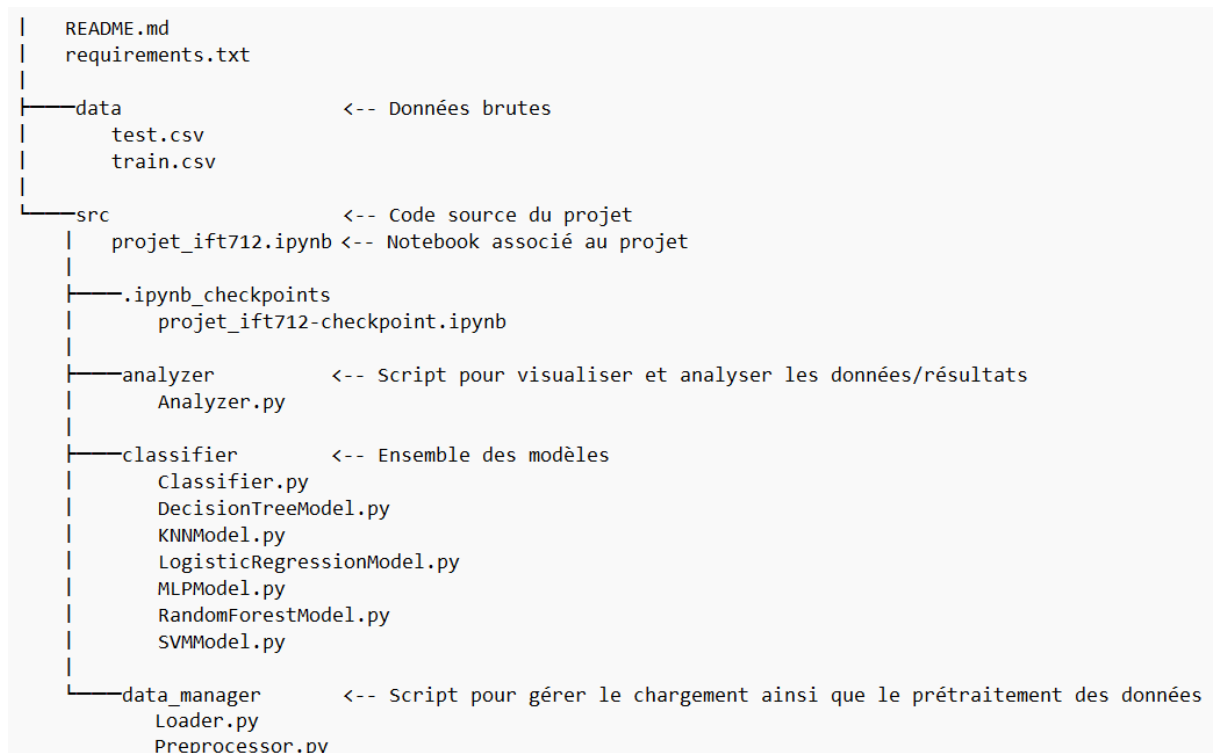 README.md
requirements.txt
data <-- Données brutes
test.csv
train.csv
src <-- Code source du projet
projet_ift712.ipynb <-- Notebook associé au projet
.ipynb_checkpoints
projet_ift712-checkpoint.ipynb
analyzer <-- Script pour visualiser et analyser les données/résultats
Analyzer.py
classifier <-- Ensemble des modèles
Classifier.py
DecisionTreeModel.py
KNNModel.py
LogisticRegressionModel.py
MLPModel.py
RandomForestModel.py
SVMModel.py
data_manager <-- Script pour gérer le chargement ainsi que le prétraitement des données
Loader.py
Preprocessor.py